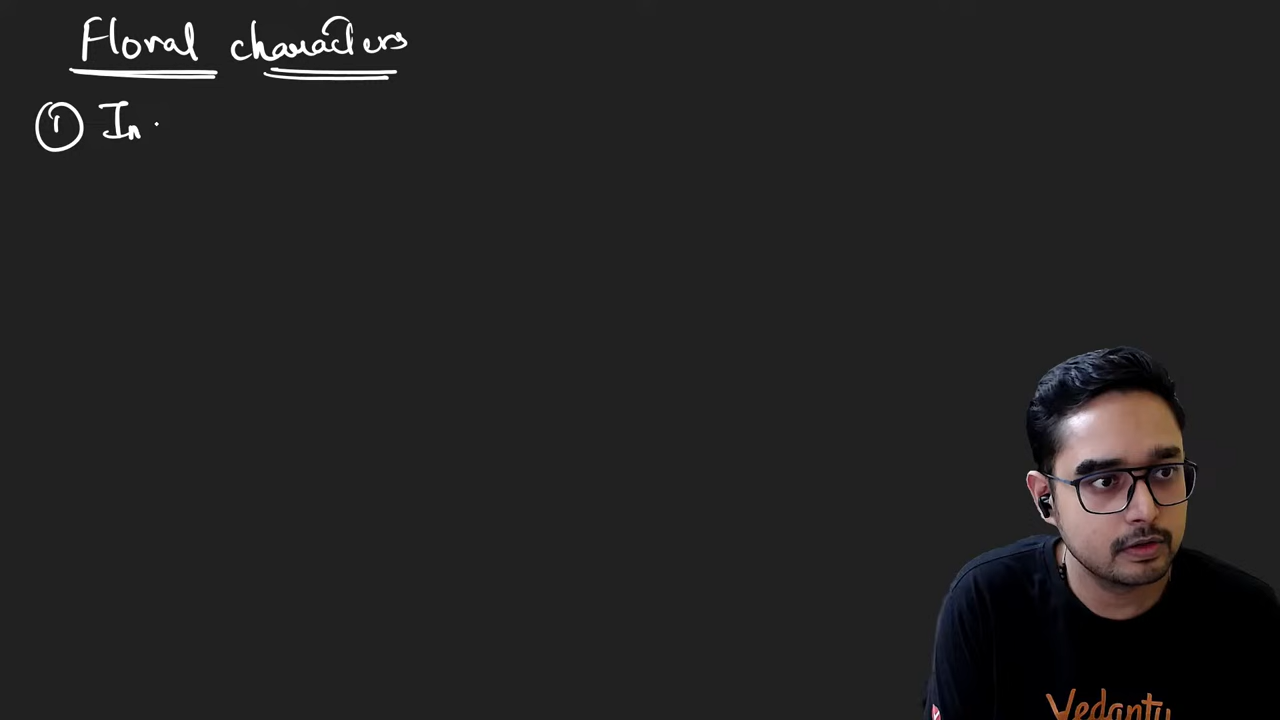 Floral characters
① In
Vedantu